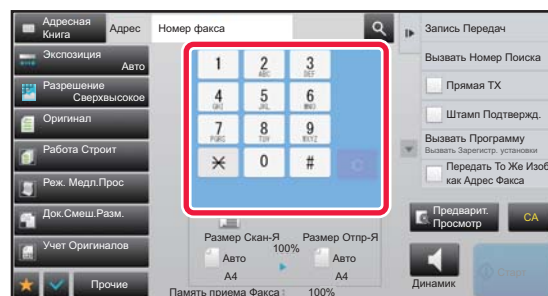 Адресная
Книга
Адрес
Номер факса
Экспозиция
Авто
Разрешение
Сверхвысокое
Оригинал
Работа Строит
Реж. Медл.Прос
Док.Смеш.Разм.
Учет Оригиналов
Прочие
1
2
ABC
3
DEF
4
GHI
5
JKL
6
MNO
7
PQRS
8
TUV
9
WXYZ
0
#
Размер Скан-Я
100%
Размер Отпр-Я
Авто
A4
Авто
A4
Память приема Факса : 100%
Запись Передач
Вызвать Номер Поиска
Прямая TX
Штамп Подтвержд.
Вызвать Программу
Вызвать Зарегистр. установки
Передать То Же Изоб
как Адрес Факса
Предварит.
Просмотр
CA
Динамик
Старт